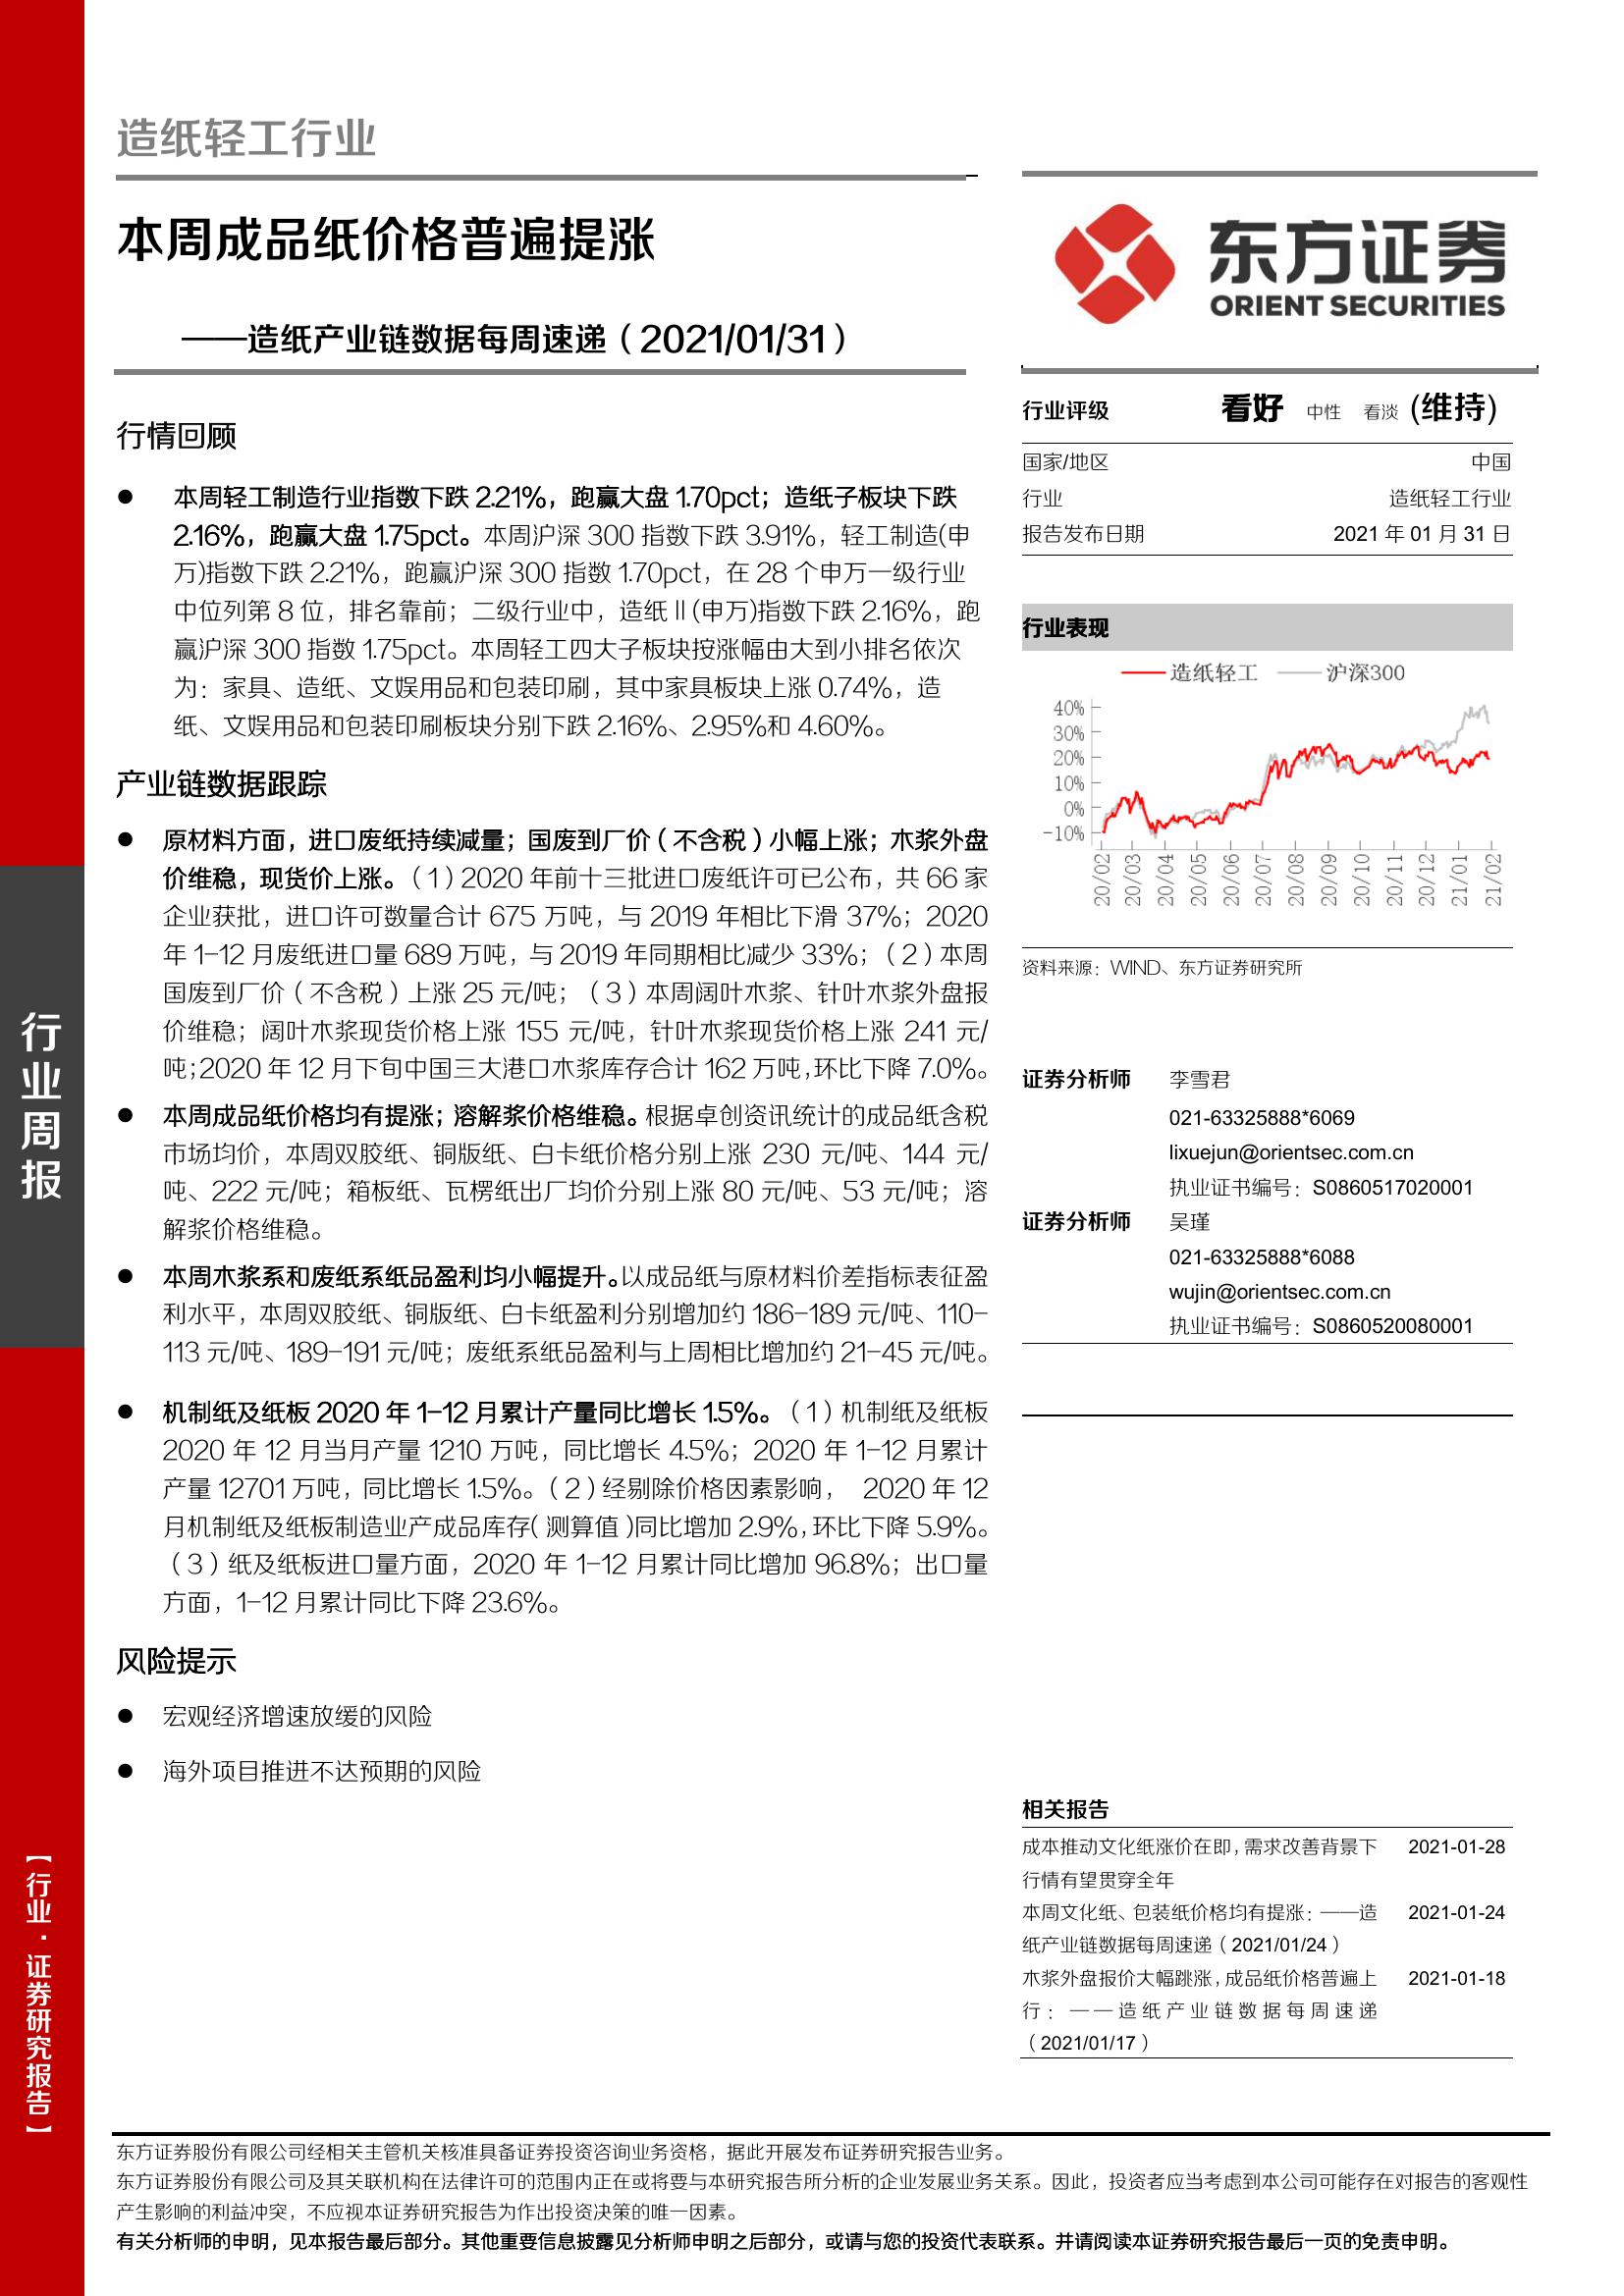 造纸轻工行业
本周成品纸价格普遍提涨
——造纸产业链数据每周速递（2021/01/31）
行情回顾
● 本周轻工制造行业指数下跌 2.21%，跑赢大盘 1.70pct；造纸子板块下跌
2.16%，跑赢大盘 1.75pct。本周沪深 300 指数下跌 3.91%，轻工制造(申
万)指数下跌 2.21%，跑赢沪深 300 指数 1.70pct，在 28 个申万一级行业
中位列第 8 位，排名靠前；二级行业中，造纸Ⅱ(申万)指数下跌 2.16%，跑
赢沪深 300 指数 1.75pct。本周轻工四大子板块按涨幅由大到小排名依次
为：家具、造纸、文娱用品和包装印刷，其中家具板块上涨 0.74%，造
纸、文娱用品和包装印刷板块分别下跌 2.16%、2.95%和 4.60%。
产业链数据跟踪
● 原材料方面，进口废纸持续减量；国废到厂价（不含税）小幅上涨；木浆外盘
价维稳，现货价上涨。（1）2020 年前十三批进口废纸许可已公布，共 66 家
企业获批，进口许可数量合计 675 万吨，与 2019 年相比下滑 37%；2020
年 1-12 月废纸进口量 689 万吨，与 2019 年同期相比减少 33%；（2）本周
国废到厂价（不含税）上涨 25 元/吨；（3）本周阔叶木浆、针叶木浆外盘报
价维稳；阔叶木浆现货价格上涨 155 元/吨，针叶木浆现货价格上涨 241 元/
吨；2020 年 12 月下旬中国三大港口木浆库存合计 162 万吨，环比下降 7.0%。
● 本周成品纸价格均有提涨；溶解浆价格维稳。根据卓创资讯统计的成品纸含税
市场均价，本周双胶纸、铜版纸、白卡纸价格分别上涨 230 元/吨、144 元/
吨、222 元/吨；箱板纸、瓦楞纸出厂均价分别上涨 80 元/吨、53 元/吨；溶
解浆价格维稳。
● 本周木浆系和废纸系纸品盈利均小幅提升。以成品纸与原材料价差指标表征盈
利水平，本周双胶纸、铜版纸、白卡纸盈利分别增加约 186-189 元/吨、110-
113 元/吨、189-191 元/吨；废纸系纸品盈利与上周相比增加约 21-45 元/吨。
● 机制纸及纸板 2020 年 1-12 月累计产量同比增长 1.5%。（1）机制纸及纸板
2020 年 12 月当月产量 1210 万吨，同比增长 4.5%；2020 年 1-12 月累计
产量 12701 万吨，同比增长 1.5%。（2）经剔除价格因素影响， 2020 年 12
月机制纸及纸板制造业产成品库存（测算值）同比增加 2.9%，环比下降 5.9%。
（3）纸及纸板进口量方面，2020 年 1-12 月累计同比增加 96.8%；出口量
方面，1-12 月累计同比下降 23.6%。
风险提示
● 宏观经济增速放缓的风险
● 海外项目推进不达预期的风险
东方证券
ORIENT SECURITIES
行业评级 看好 中性 看淡 (维持)
国家/地区 中国
行业 造纸轻工行业
报告发布日期 2021 年 01 月 31 日
行业表现
造纸轻工 沪深300
40%
30%
20%
10%
0%
-10%
20/02 20/03 20/04 20/05 20/06 20/07 20/08 20/09 20/10 20/11 20/12 21/01 21/02
资料来源：WIND、东方证券研究所
证券分析师 李雪君
021-63325888*6069
lixuejun@orientsec.com.cn
执业证书编号：S0860517020001
证券分析师 吴瑾
021-63325888*6088
wujin@orientsec.com.cn
执业证书编号：S0860520080001
相关报告
成本推动文化纸涨价在即，需求改善背景下 2021-01-28
行情有望贯穿全年
本周文化纸、包装纸价格均有提涨：——造 2021-01-24
纸产业链数据每周速递（2021/01/24）
木浆外盘报价大幅跳涨，成品纸价格普遍上 2021-01-18
行：——造纸产业链数据每周速递
（2021/01/17）
行业周报
【行业·证券研究报告】
东方证券股份有限公司经相关主管机关核准具备证券投资咨询业务资格，据此开展发布证券研究报告业务。
东方证券股份有限公司及其关联机构在法律许可的范围内正在或将要与本研究报告所分析的企业发展业务关系。因此，投资者应当考虑到本公司可能存在对报告的客观性
产生影响的利益冲突，不应视本证券研究报告为作出投资决策的唯一因素。
有关分析师的申明，见本报告最后部分。其他重要信息披露见分析师申明之后部分，或请与您的投资代表联系。并请阅读本证券研究报告最后一页的免责申明。